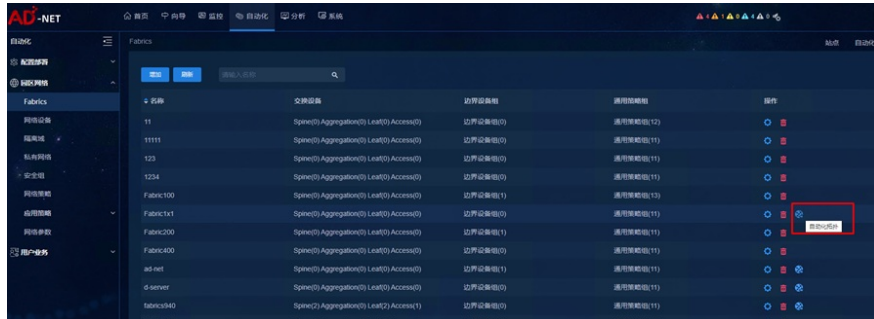 AD-NET 首页 中向导 监控 自动化 分析 系统 4 1 0 4 0
自动化 Fabrics 站点
配置部署
园区网络 增加 刷新 请输入名称
Fabrics 名称 交换设备 边界设备组 通用策略组 操作
网络设备 11 Spine(0) Aggregation(0) Leaf(0) Access(0) 边界设备组(0) 通用策略组(12)
隔离域 11111 Spine(0) Aggregation(0) Leaf(0) Access(0) 边界设备组(0) 通用策略组(11)
私有网络 123 Spine(0) Aggregation(0) Leaf(0) Access(0) 边界设备组(0) 通用策略组(11)
安全组 1234 Spine(0) Aggregation(0) Leaf(0) Access(0) 边界设备组(0) 通用策略组(11)
网络策略 Fabric100 Spine(0) Aggregation(0) Leaf(0) Access(0) 边界设备组(1) 通用策略组(13)
应用策略 Fabric1x1 Spine(0) Aggregation(0) Leaf(0) Access(0) 边界设备组(0) 通用策略组(11)
自动化拓扑
网络参数 Fabric200 Spine(0) Aggregation(0) Leaf(0) Access(0) 边界设备组(1) 通用策略组(11)
用户业务 Fabric400 Spine(0) Aggregation(0) Leaf(0) Access(0) 边界设备组(0) 通用策略组(11)
ad-net Spine(0) Aggregation(0) Leaf(0) Access(0) 边界设备组(1) 通用策略组(11)
d-server Spine(0) Aggregation(0) Leaf(0) Access(0) 边界设备组(0) 通用策略组(11)
fabrics940 Spine(2) Aggregation(0) Leaf(2) Access(1) 边界设备组(0) 通用策略组(11)